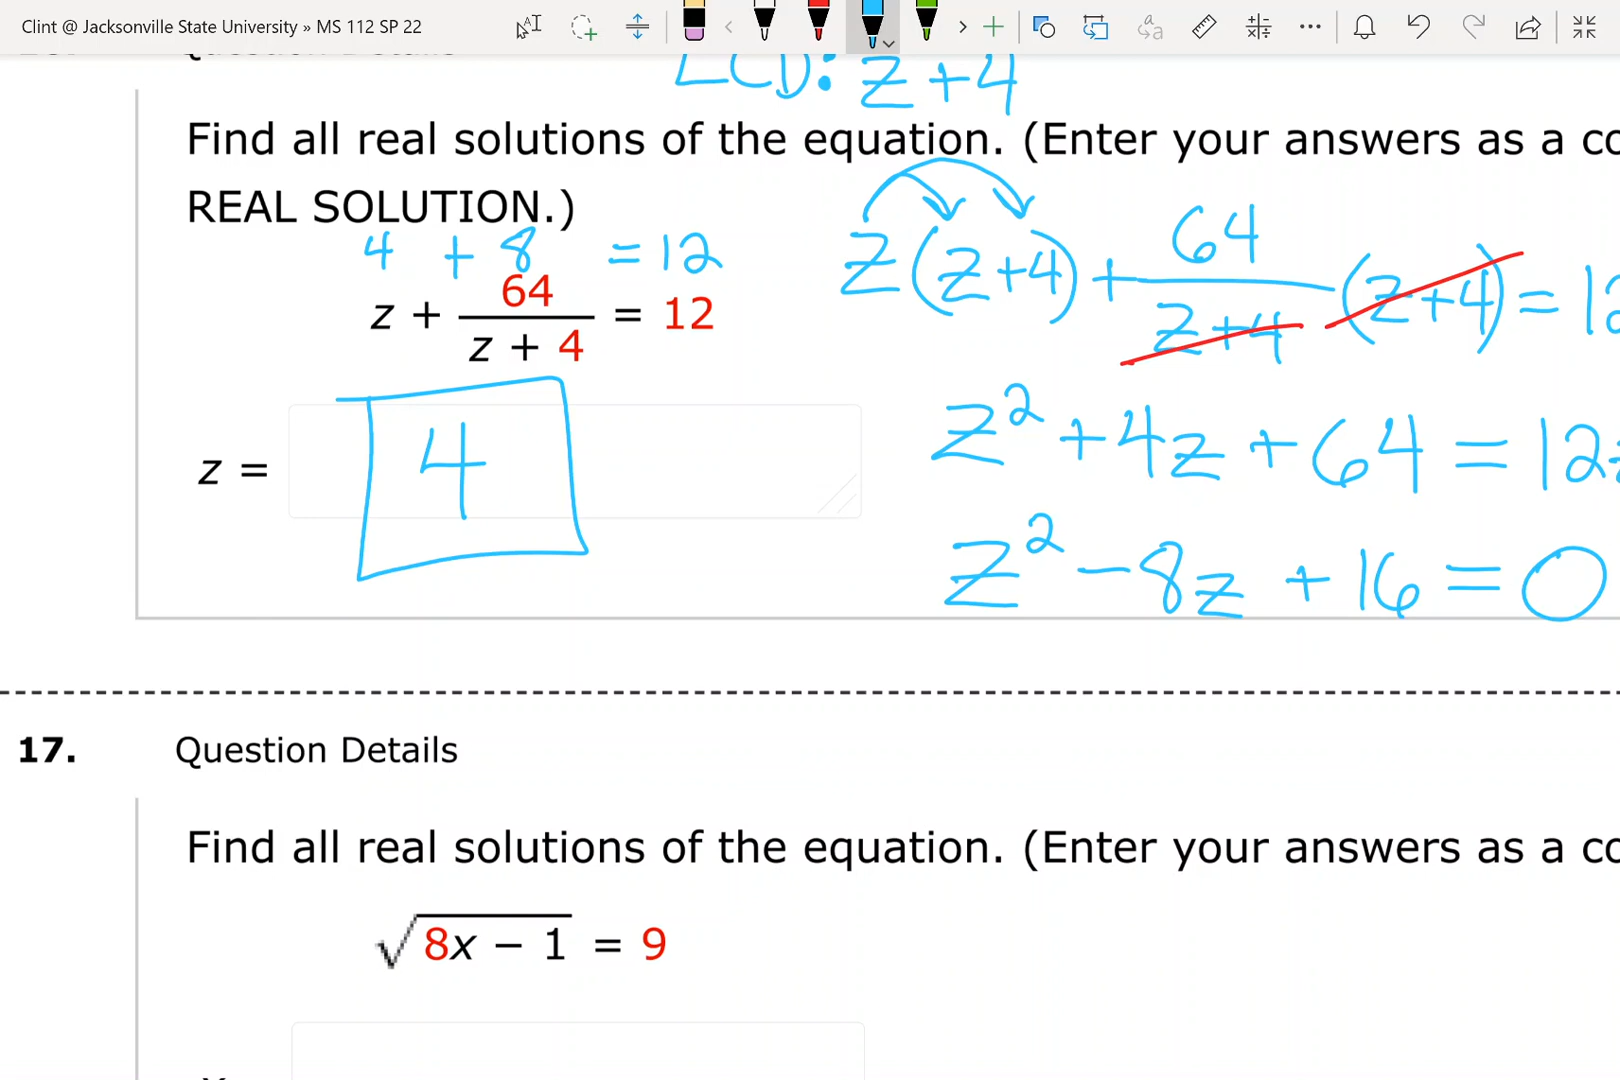 Clint @ Jacksonville State University » MS 112 SP 22
LCD: z+4
Find all real solutions of the equation. (Enter your answers as a co
REAL SOLUTION.)
4 + 8 = 12
z + 64/(z + 4) = 12
z(z+4) + 64/(z+4) (z+4) = 12
z = 4
z² + 4z + 64 = 12z
z² − 8z + 16 = 0
17. Question Details
Find all real solutions of the equation. (Enter your answers as a co
√(8x − 1) = 9